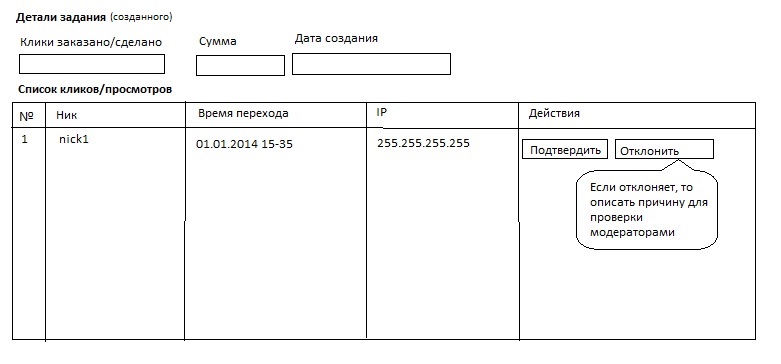 Детали задания (созданного)
Клики заказано/сделано Сумма Дата создания
Список кликов/просмотров
№ Ник Время перехода IP Действия
1 nick1 01.01.2014 15-35 255.255.255.255 Подтвердить Отклонить
Если отклоняет, то
описать причину для
проверки
модераторами